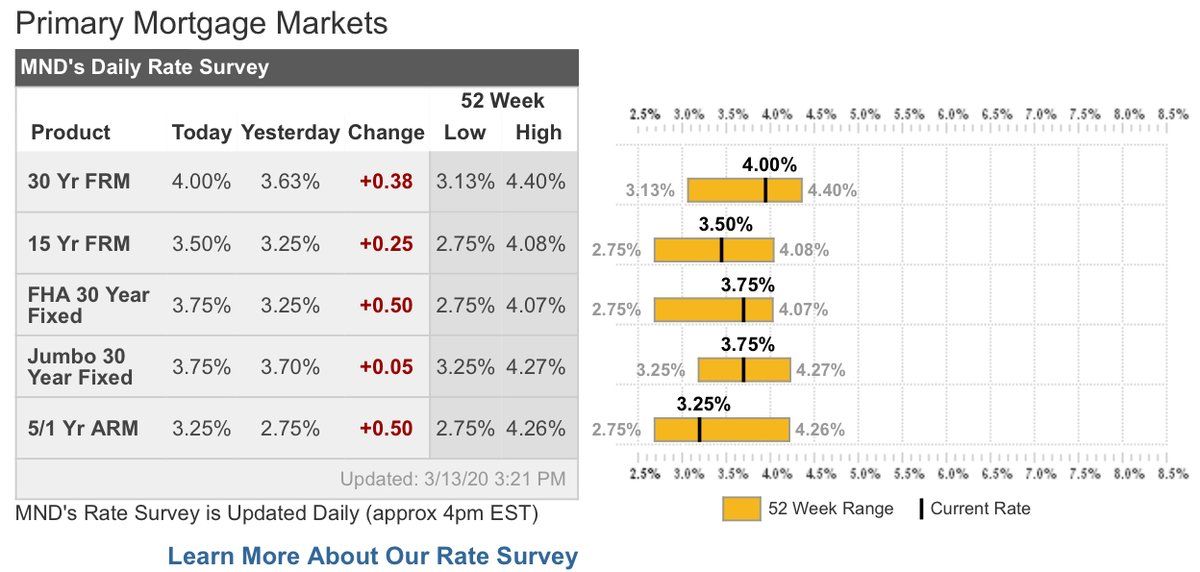 Primary Mortgage Markets
MND's Daily Rate Survey
52 Week
Product Today Yesterday Change Low High
30 Yr FRM 4.00% 3.63% +0.38 3.13% 4.40%
15 Yr FRM 3.50% 3.25% +0.25 2.75% 4.08%
FHA 30 Year
Fixed 3.75% 3.25% +0.50 2.75% 4.07%
Jumbo 30
Year Fixed 3.75% 3.70% +0.05 3.25% 4.27%
5/1 Yr ARM 3.25% 2.75% +0.50 2.75% 4.26%
Updated: 3/13/20 3:21 PM
MND's Rate Survey is Updated Daily (approx 4pm EST)
Learn More About Our Rate Survey
2.5% 3.0% 3.5% 4.0% 4.5% 5.0% 5.5% 6.0% 6.5% 7.0% 7.5% 8.0% 8.5%
4.00%
3.13% 4.40%
3.50%
2.75% 4.08%
3.75%
2.75% 4.07%
3.75%
3.25% 4.27%
3.25%
2.75% 4.26%
2.5% 3.0% 3.5% 4.0% 4.5% 5.0% 5.5% 6.0% 6.5% 7.0% 7.5% 8.0% 8.5%
52 Week Range Current Rate